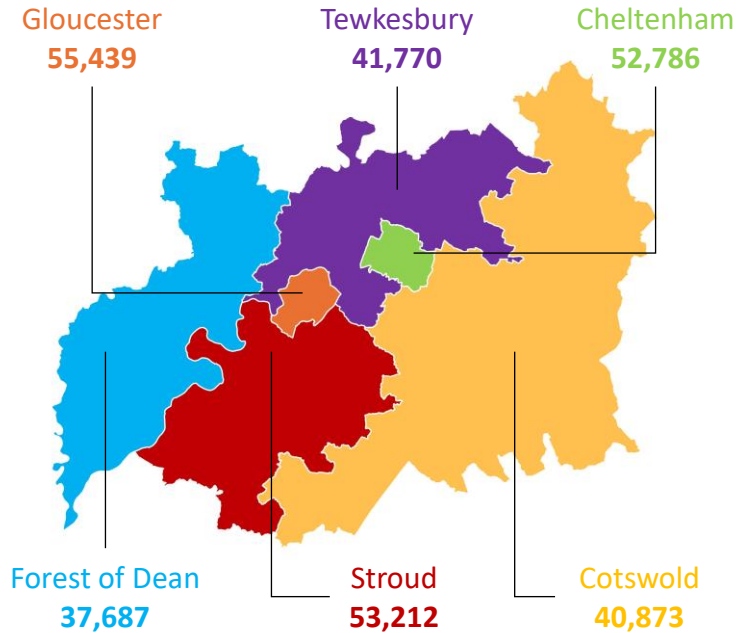 Gloucester
55,439
Tewkesbury
41,770
Cheltenham
52,786
Forest of Dean
37,687
Stroud
53,212
Cotswold
40,873